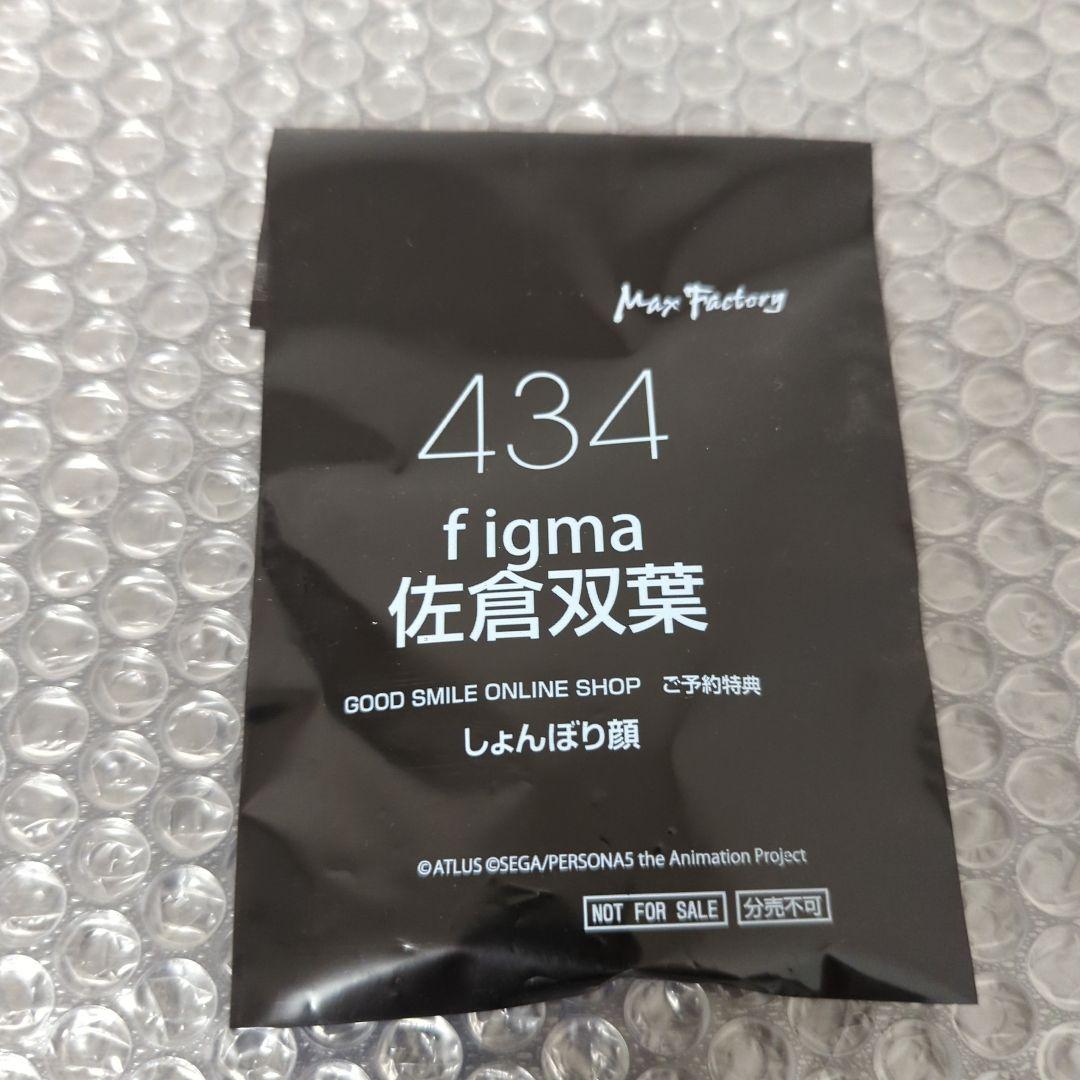 Max Factory
434
figma
佐倉双葉
GOOD SMILE ONLINE SHOP ご予約特典
しょんぼり顔
©ATLUS ©SEGA/PERSONA5 the Animation Project
NOT FOR SALE 分売不可